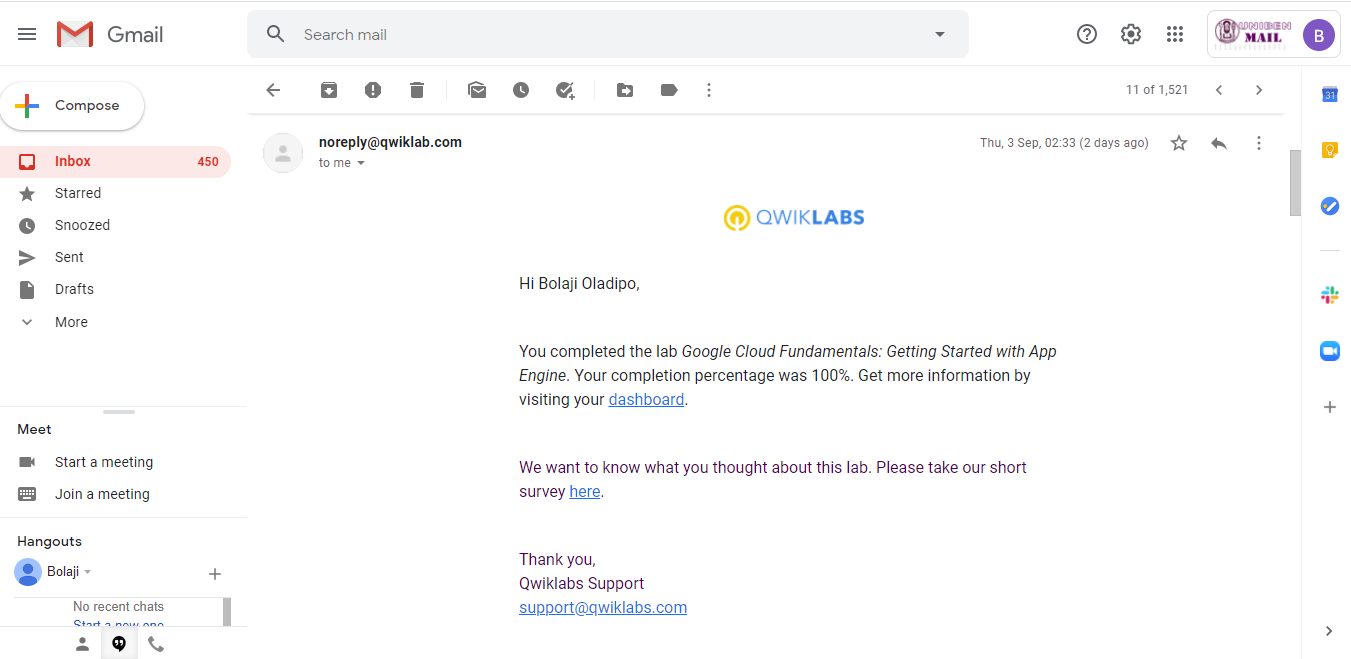 Gmail
Search mail
UNIBEN
MAIL
B
Compose
11 of 1,521
31
Inbox 450
Starred
Snoozed
Sent
Drafts
More
noreply@qwiklab.com
Thu, 3 Sep, 02:33 (2 days ago)
to me
QWIKLABS
Hi Bolaji Oladipo,
You completed the lab Google Cloud Fundamentals: Getting Started with App
Engine. Your completion percentage was 100%. Get more information by
visiting your dashboard.
We want to know what you thought about this lab. Please take our short
survey here.
Thank you,
Qwiklabs Support
support@qwiklabs.com
Meet
Start a meeting
Join a meeting
Hangouts
Bolaji
No recent chats
Start a new one